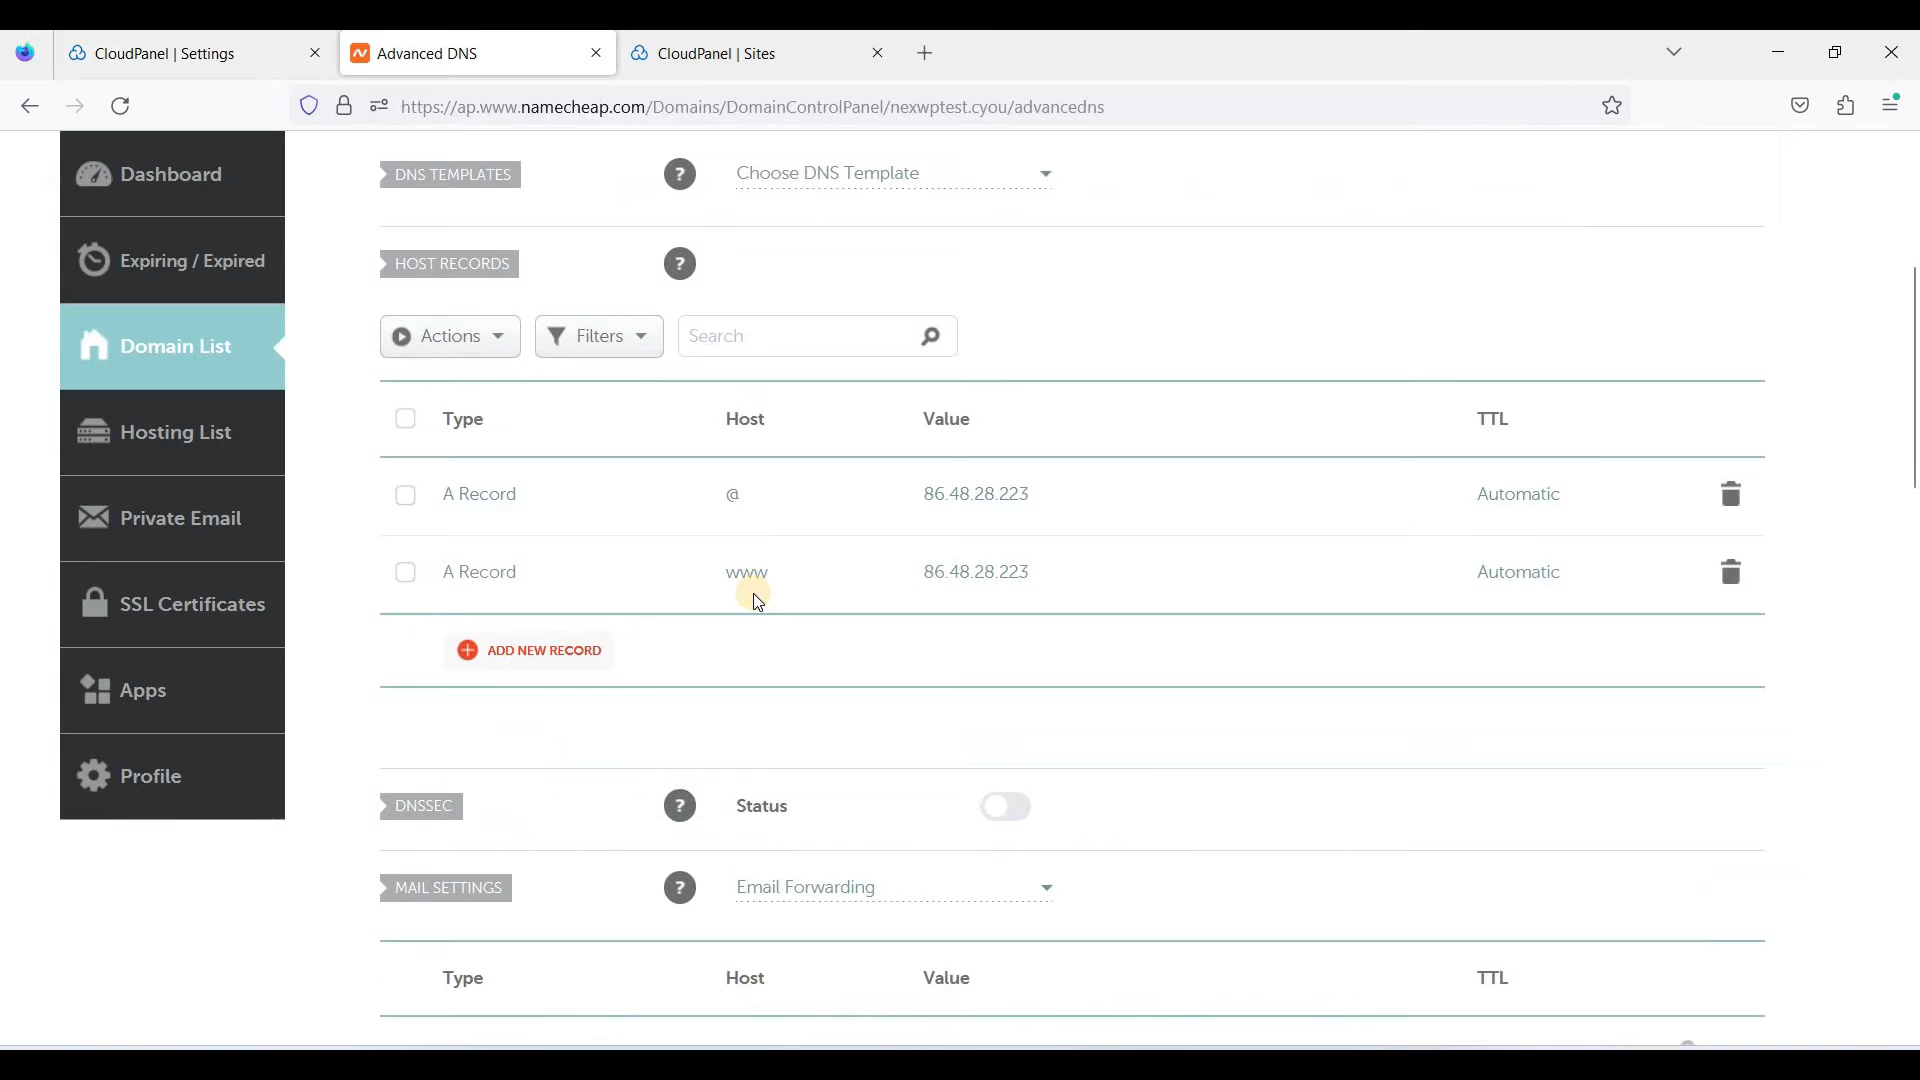 CloudPanel | Settings
Advanced DNS
CloudPanel | Sites
https://ap.www.namecheap.com/Domains/DomainControlPanel/nexwptest.cyou/advancedns
Dashboard
Expiring / Expired
Domain List
Hosting List
Private Email
SSL Certificates
Apps
Profile
DNS TEMPLATES ? Choose DNS Template
HOST RECORDS ?
Actions Filters Search
Type Host Value TTL
A Record @ 86.48.28.223 Automatic
A Record www 86.48.28.223 Automatic
ADD NEW RECORD
DNSSEC ? Status
MAIL SETTINGS ? Email Forwarding
Type Host Value TTL